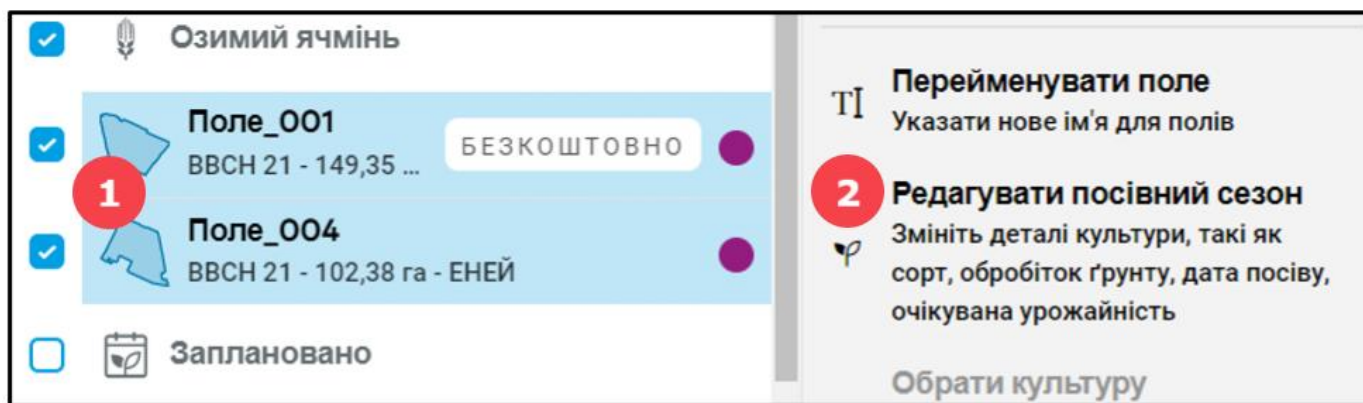 Озимий ячмінь
Поле_001
ВВСН 21 - 149,35 ...
БЕЗКОШТОВНО
1
Поле_004
ВВСН 21 - 102,38 га - ЕНЕЙ
Заплановано
TI
Перейменувати поле
Указати нове ім'я для полів
2
Редагувати посівний сезон
Змініть деталі культури, такі як
сорт, обробіток ґрунту, дата посіву,
очікувана урожайність
Обрати культуру